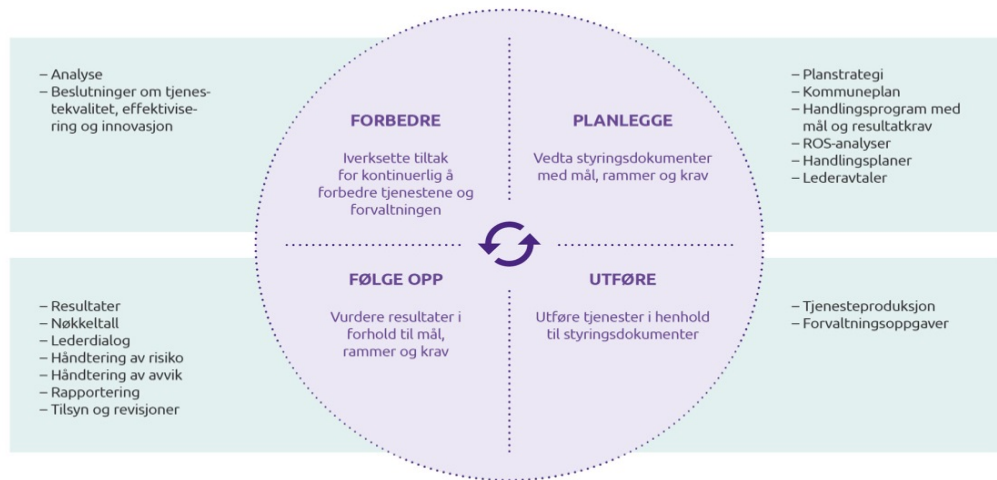 – Analyse
– Beslutninger om tjenes-
tekvalitet, effektivise-
ring og innovasjon
FORBEDRE
Iverksette tiltak
for kontinuerlig å
forbedre tjenestene og
forvaltningen
PLANLEGGE
Vedta styringsdokumenter
med mål, rammer og krav
– Planstrategi
– Kommuneplan
– Handlingsprogram med
mål og resultatkrav
– ROS-analyser
– Handlingsplaner
– Lederavtaler
– Resultater
– Nøkkeltall
– Lederdialog
– Håndtering av risiko
– Håndtering av avvik
– Rapportering
– Tilsyn og revisjoner
FØLGE OPP
Vurdere resultater i
forhold til mål,
rammer og krav
UTFØRE
Utføre tjenester i henhold
til styringsdokumenter
– Tjenesteproduksjon
– Forvaltningsoppgaver